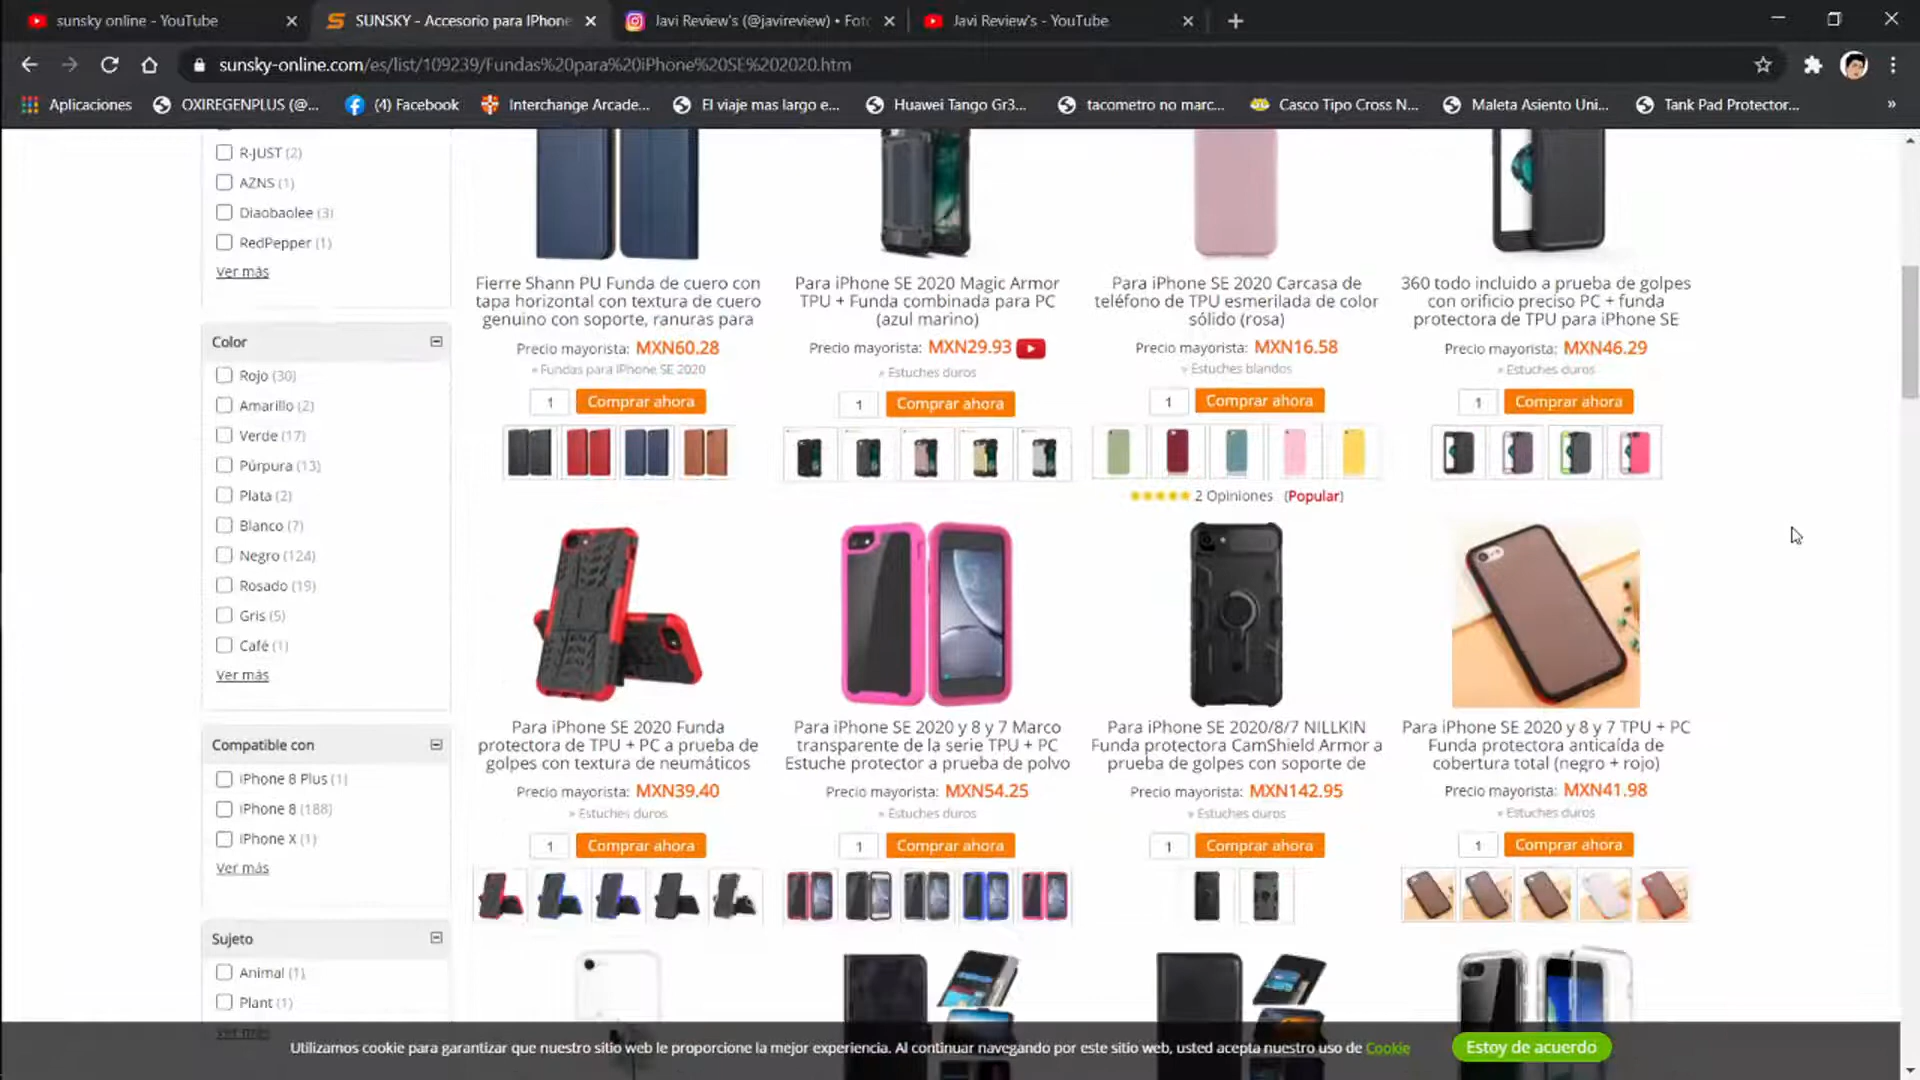 sunsky online - YouTube
SUNSKY - Accesorio para IPhone
Javi Review's (@javireview) • Foto
Javi Review's - YouTube
sunsky-online.com/es/list/109239/Fundas%20para%20iPhone%20SE%202020.htm
Aplicaciones
OXIREGENPLUS (@...
(4) Facebook
Interchange Arcade...
El viaje mas largo e...
Huawei Tango Gr3...
tacometro no marc...
Casco Tipo Cross N...
Maleta Asiento Uni...
Tank Pad Protector...
»
R-JUST (2)
AZNS (1)
Diaobaolee (3)
RedPepper (1)
Ver más
Color
Rojo (30)
Amarillo (2)
Verde (17)
Púrpura (13)
Plata (2)
Blanco (7)
Negro (124)
Rosado (19)
Gris (5)
Café (1)
Ver más
Compatible con
iPhone 8 Plus (1)
iPhone 8 (188)
iPhone X (1)
Ver más
Sujeto
Animal (1)
Plant (1)
Ver más
Fierre Shann PU Funda de cuero con
tapa horizontal con textura de cuero
genuino con soporte, ranuras para
Precio mayorista: MXN60.28
» Fundas para iPhone SE 2020
1 Comprar ahora
Para iPhone SE 2020 Magic Armor
TPU + Funda combinada para PC
(azul marino)
Precio mayorista: MXN29.93
» Estuches duros
1 Comprar ahora
Para iPhone SE 2020 Carcasa de
teléfono de TPU esmerilada de color
sólido (rosa)
Precio mayorista: MXN16.58
» Estuches blandos
1 Comprar ahora
2 Opiniones (Popular)
360 todo incluido a prueba de golpes
con orificio preciso PC + funda
protectora de TPU para iPhone SE
Precio mayorista: MXN46.29
» Estuches duros
1 Comprar ahora
Para iPhone SE 2020 Funda
protectora de TPU + PC a prueba de
golpes con textura de neumáticos
Precio mayorista: MXN39.40
» Estuches duros
1 Comprar ahora
Para iPhone SE 2020 y 8 y 7 Marco
transparente de la serie TPU + PC
Estuche protector a prueba de polvo
Precio mayorista: MXN54.25
» Estuches duros
1 Comprar ahora
Para iPhone SE 2020/8/7 NILLKIN
Funda protectora CamShield Armor a
prueba de golpes con soporte de
Precio mayorista: MXN142.95
» Estuches duros
1 Comprar ahora
Para iPhone SE 2020 y 8 y 7 TPU + PC
Funda protectora anticaída de
cobertura total (negro + rojo)
Precio mayorista: MXN41.98
» Estuches duros
1 Comprar ahora
Utilizamos cookie para garantizar que nuestro sitio web le proporcione la mejor experiencia. Al continuar navegando por este sitio web, usted acepta nuestro uso de Cookie
Estoy de acuerdo